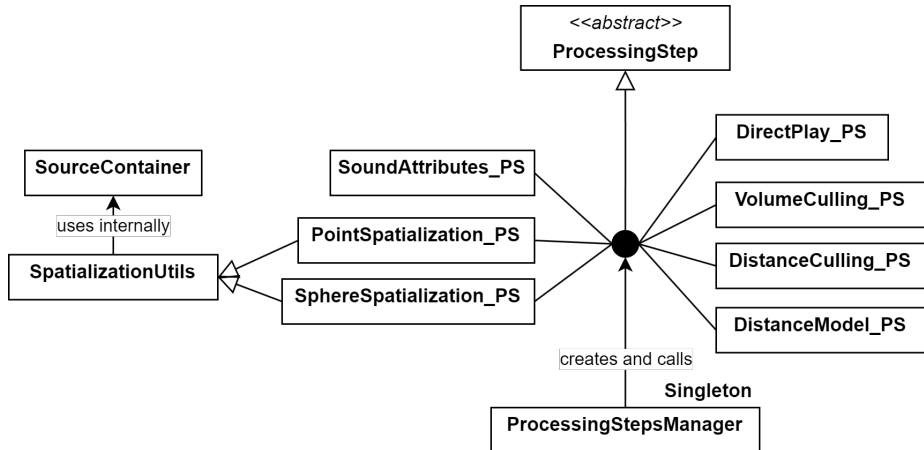 <<abstract>>
ProcessingStep
DirectPlay_PS
SourceContainer
SoundAttributes_PS
VolumeCulling_PS
uses internally
PointSpatialization_PS
DistanceCulling_PS
SpatializationUtils
SphereSpatialization_PS
DistanceModel_PS
creates and calls
Singleton
ProcessingStepsManager